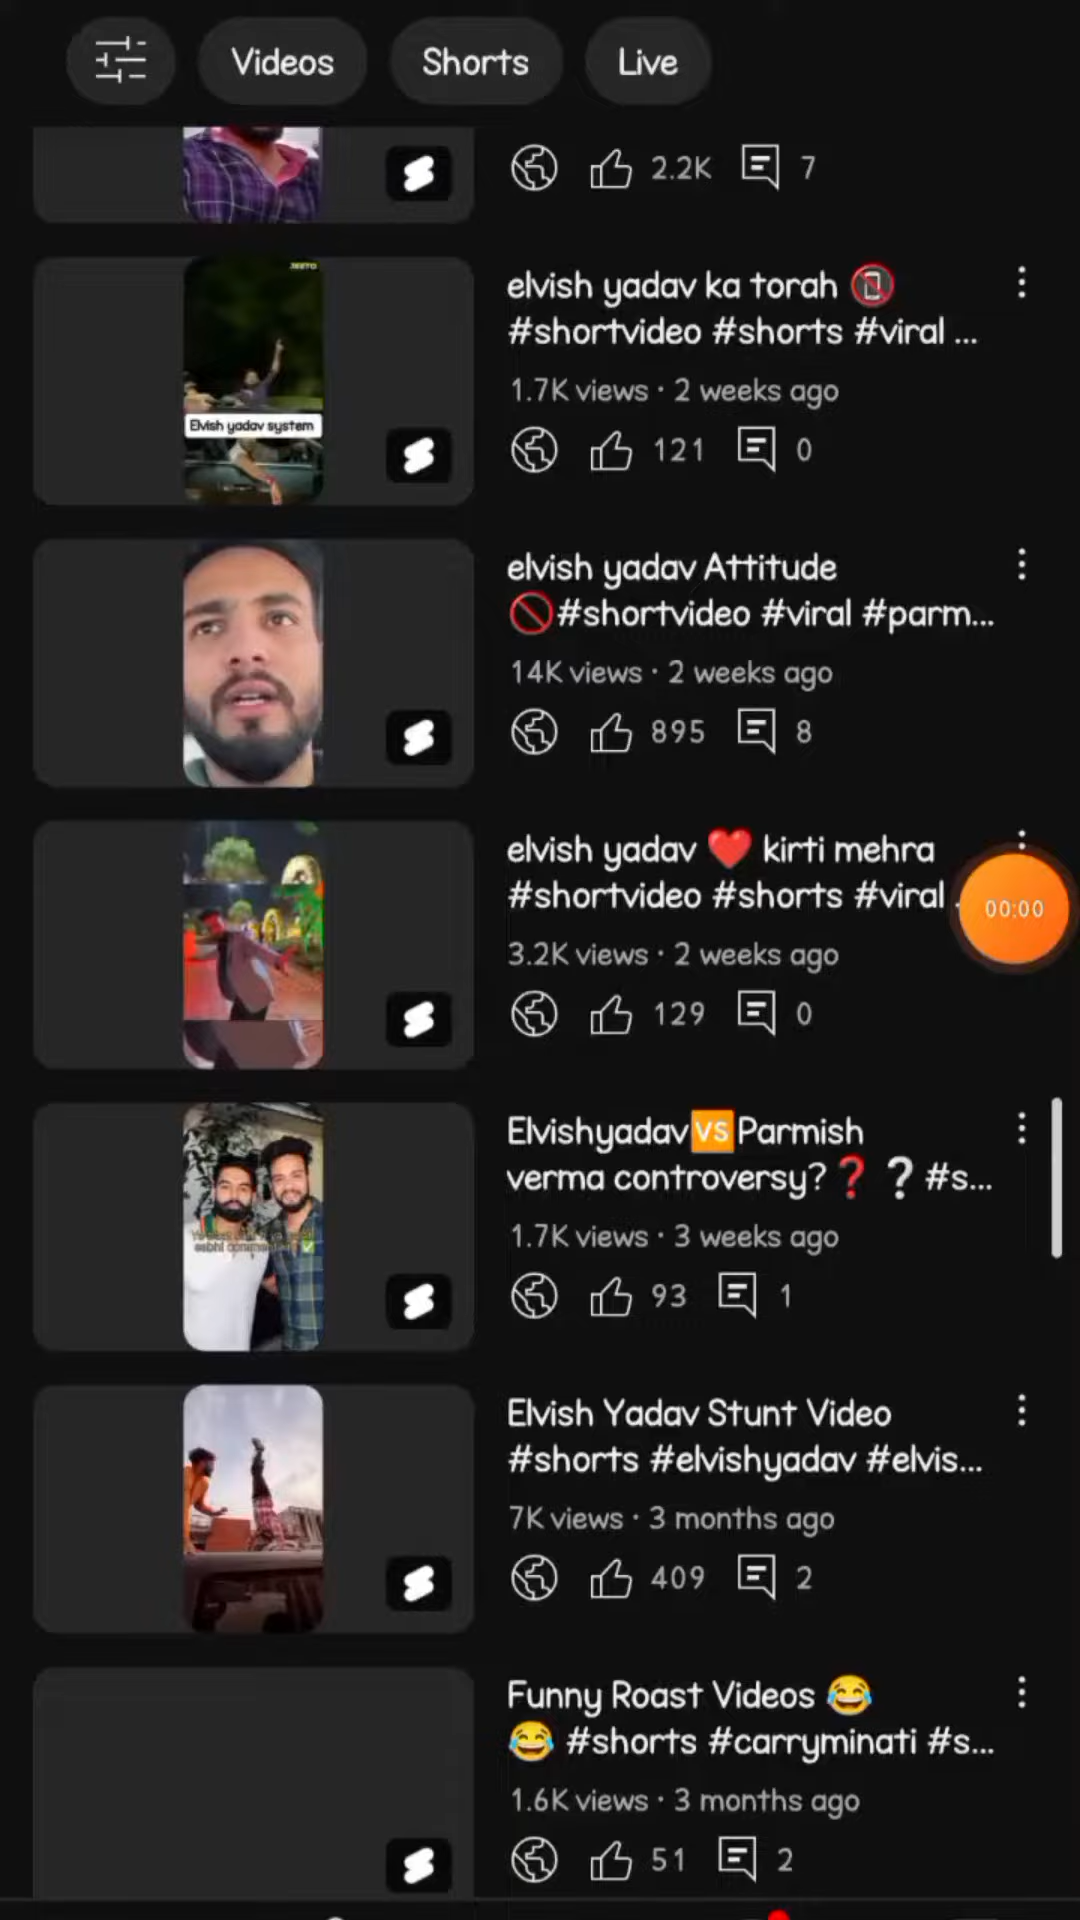 Videos
Shorts
Live
2.2K 7
elvish yadav ka torah 📵
#shortvideo #shorts #viral ...
1.7K views · 2 weeks ago
121 0
Elvish yadav system
elvish yadav Attitude
🚫#shortvideo #viral #parm...
14K views · 2 weeks ago
895 8
elvish yadav ❤️ kirti mehra
#shortvideo #shorts #viral .
00:00
3.2K views · 2 weeks ago
129 0
Elvishyadav🆚Parmish
verma controversy?❓❔#s...
1.7K views · 3 weeks ago
93 1
Elvish Yadav Stunt Video
#shorts #elvishyadav #elvis...
7K views · 3 months ago
409 2
Funny Roast Videos 😂
😂 #shorts #carryminati #s...
1.6K views · 3 months ago
51 2